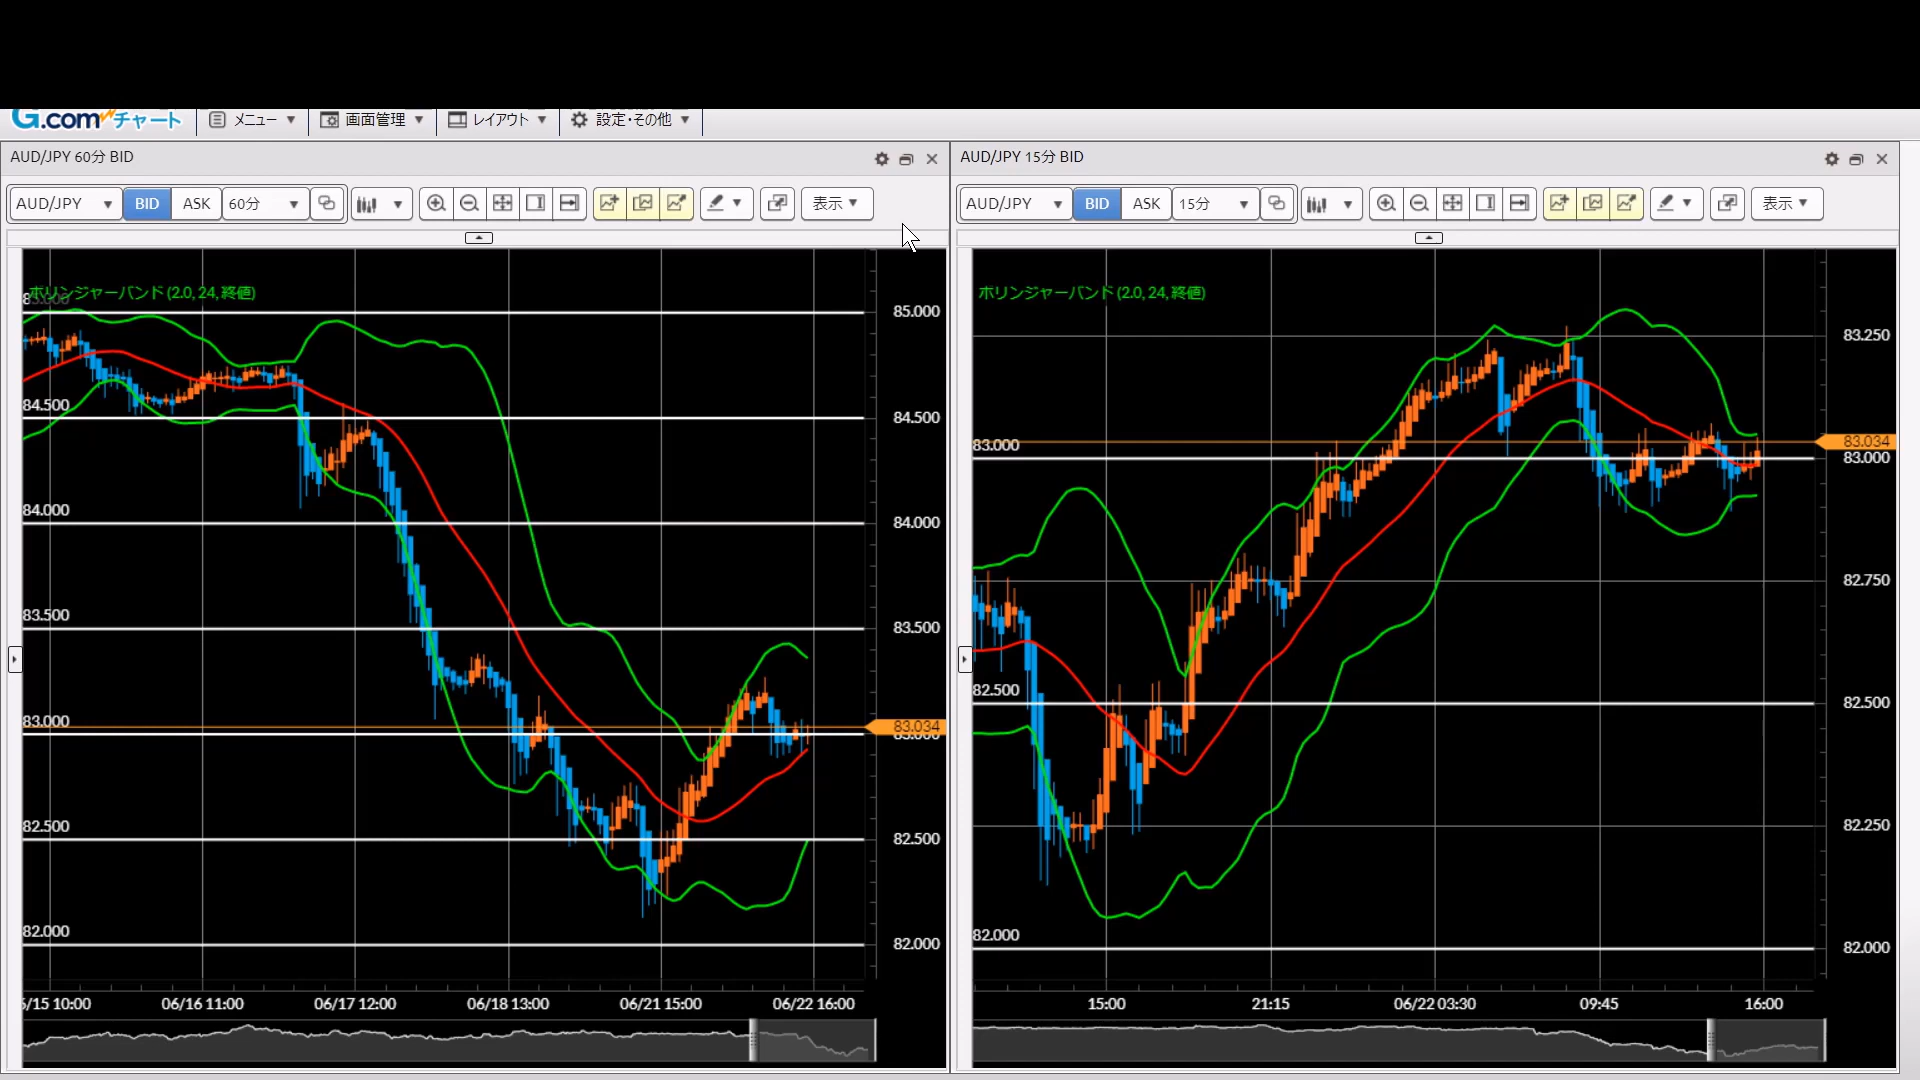 G.comチャート メニュー 画面管理 レイアウト 設定・その他
AUD/JPY 60分 BID
AUD/JPY BID ASK 60分 表示
ボリンジャーバンド (2.0, 24, 終値)
85.000
84.500
84.000
83.500
83.000
82.500
82.000
85.000
84.500
84.000
83.500
83.034
83.000
82.500
82.000
06/16 11:00 06/17 12:00 06/18 13:00 06/21 15:00 06/22 16:00
AUD/JPY 15分 BID
AUD/JPY BID ASK 15分 表示
ボリンジャーバンド (2.0, 24, 終値)
83.000
82.500
82.000
83.250
83.034
83.000
82.750
82.500
82.250
82.000
15:00 21:15 06/22 03:30 09:45 16:00